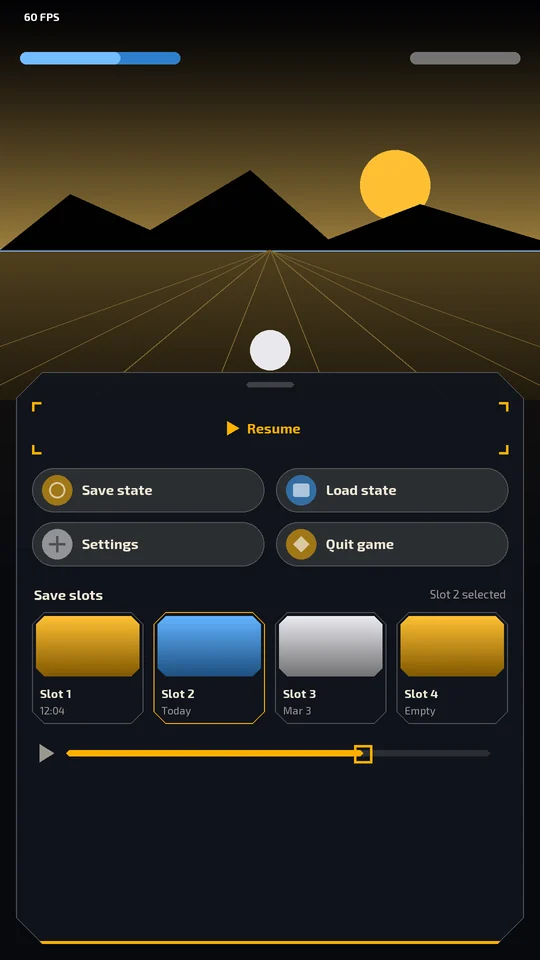 60 FPS
Resume
Save state
Load state
Settings
Quit game
Save slots
Slot 2 selected
Slot 1
12:04
Slot 2
Today
Slot 3
Mar 3
Slot 4
Empty